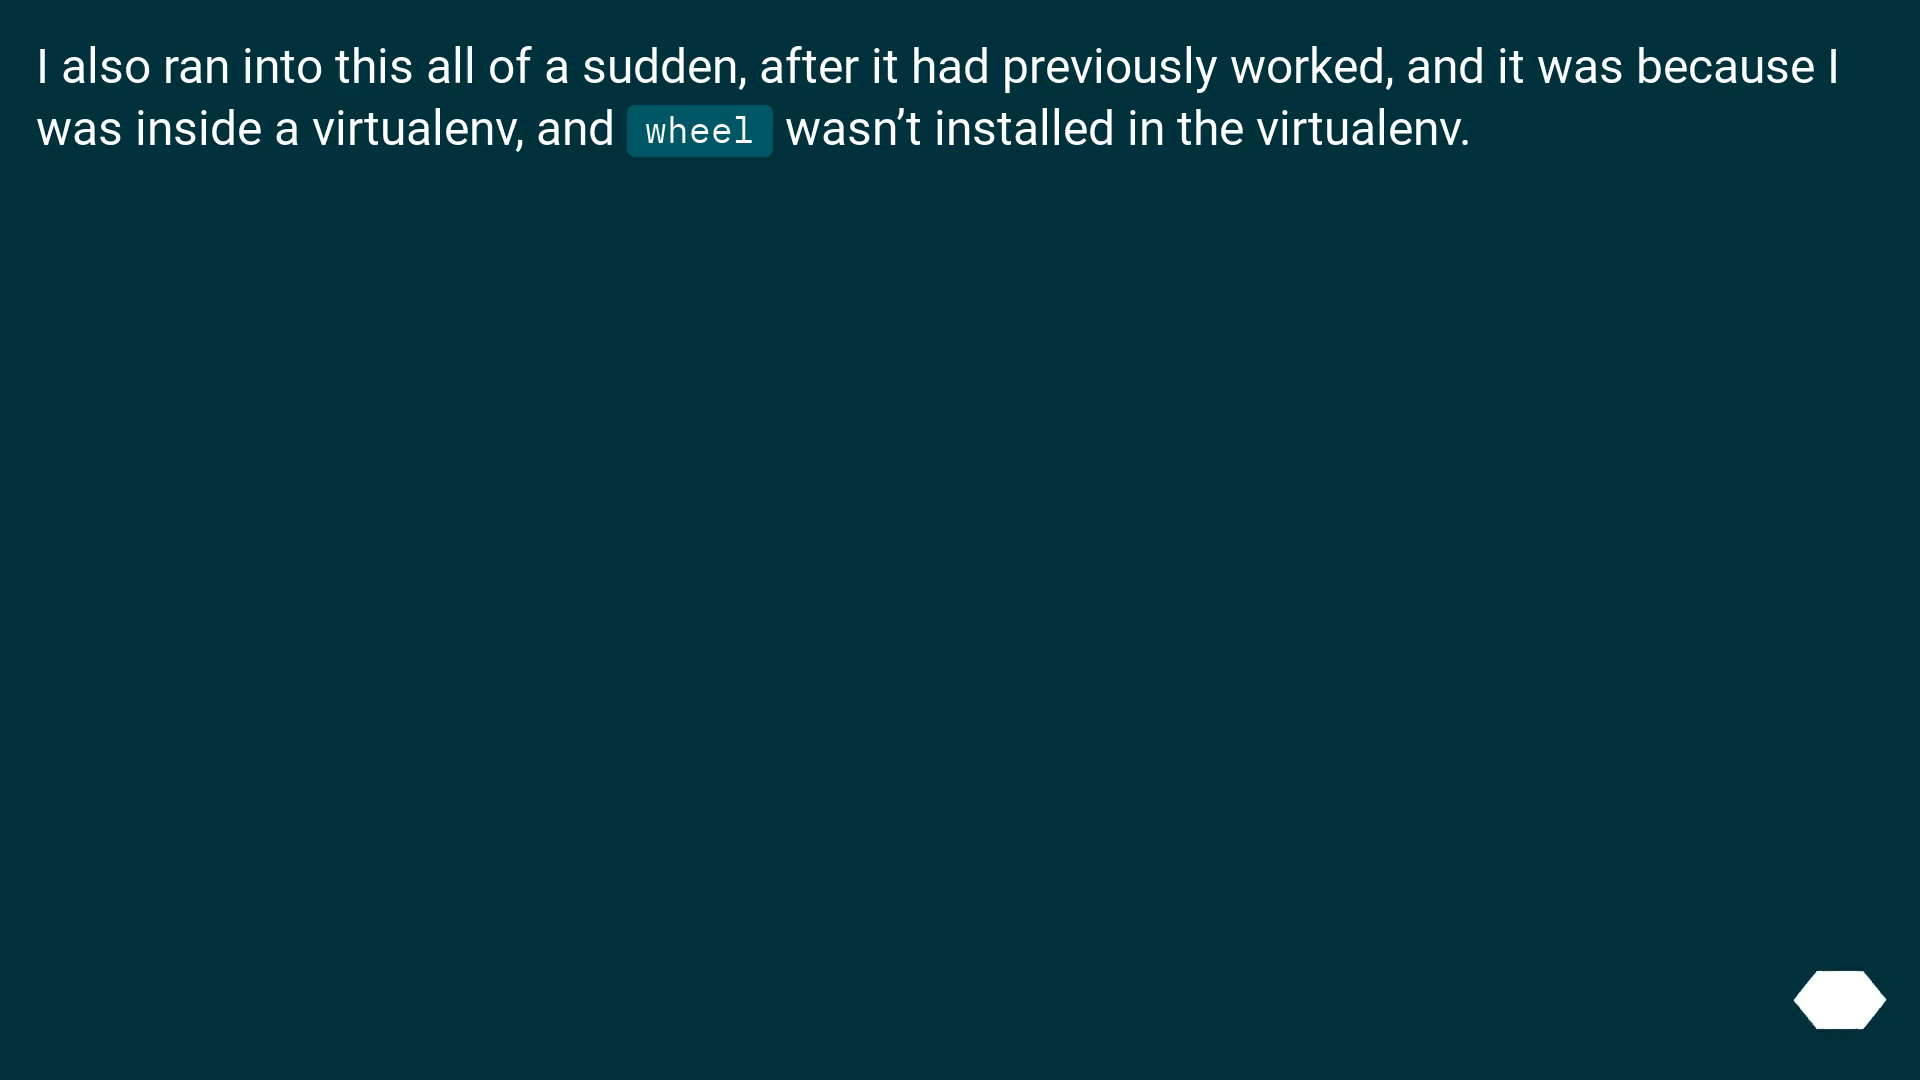 I also ran into this all of a sudden, after it had previously worked, and it was because I
was inside a virtualenv, and wheel wasn’t installed in the virtualenv.